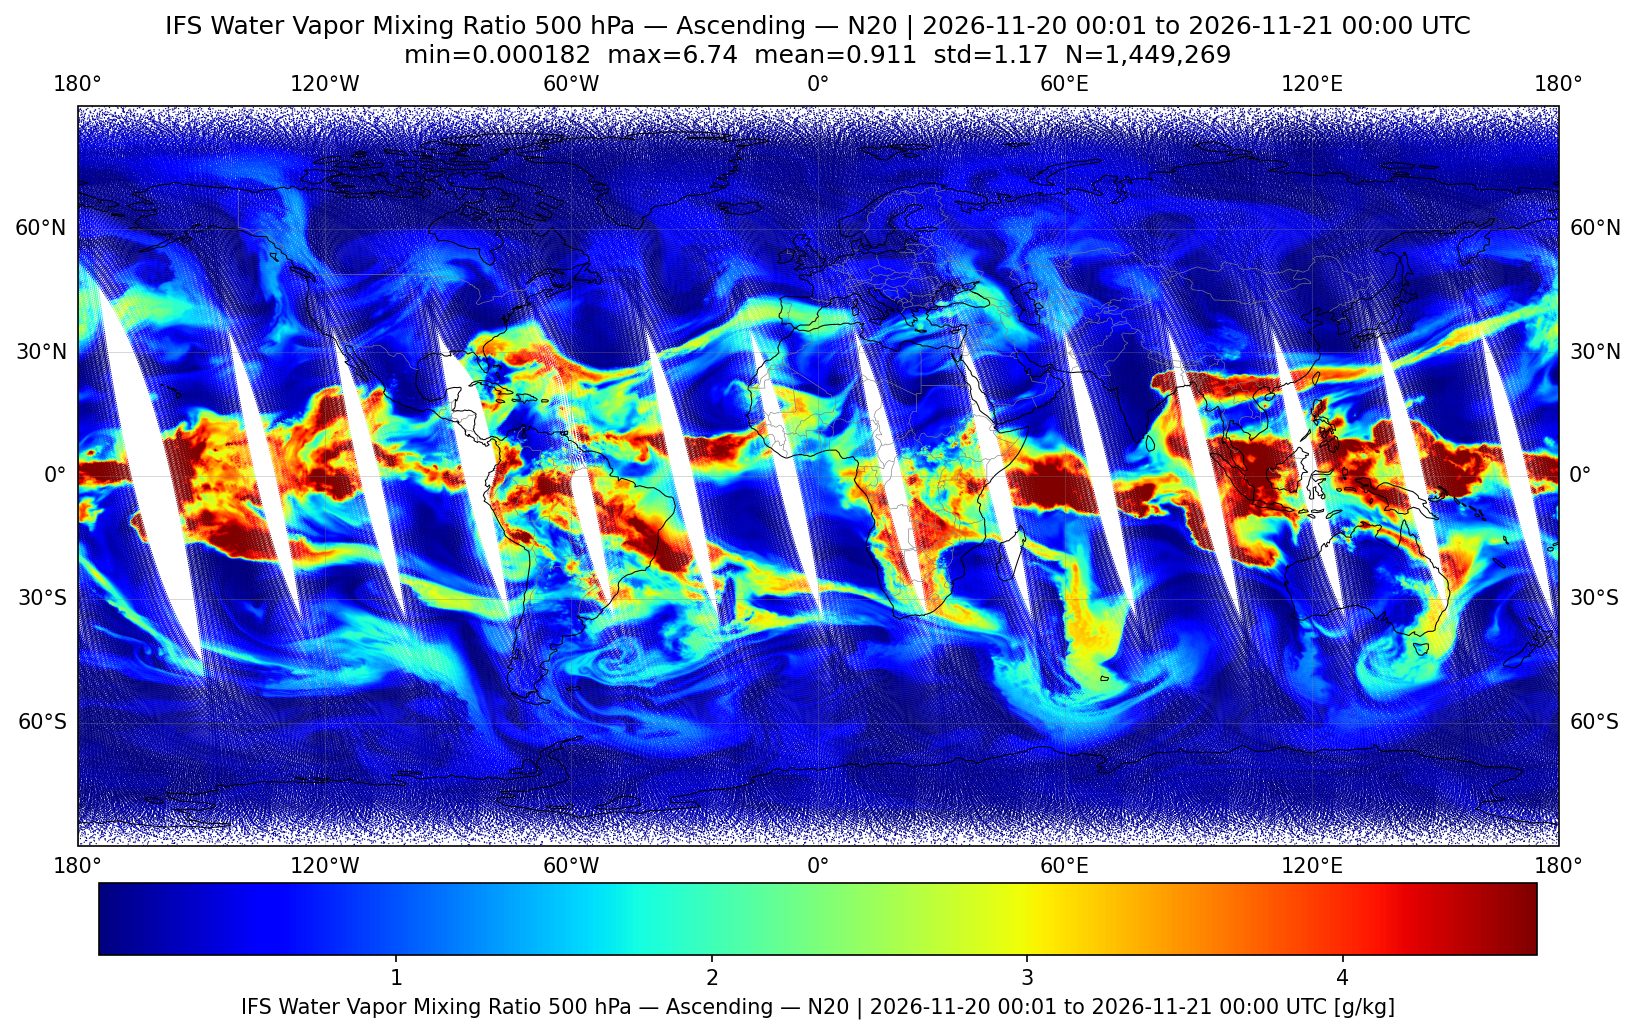 IFS Water Vapor Mixing Ratio 500 hPa — Ascending — N20 | 2026-11-20 00:01 to 2026-11-21 00:00 UTC
min=0.000182 max=6.74 mean=0.911 std=1.17 N=1,449,269
180° 120°W 60°W 0° 60°E 120°E 180°
60°N 60°N
30°N 30°N
0° 0°
30°S 30°S
60°S 60°S
180° 120°W 60°W 0° 60°E 120°E 180°
1 2 3 4
IFS Water Vapor Mixing Ratio 500 hPa — Ascending — N20 | 2026-11-20 00:01 to 2026-11-21 00:00 UTC [g/kg]